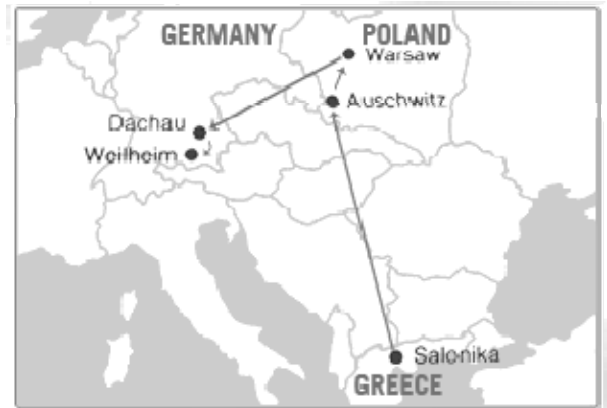 GERMANY
POLAND
Warsaw
Auschwitz
Dachau
Weilheim
Salonika
GREECE